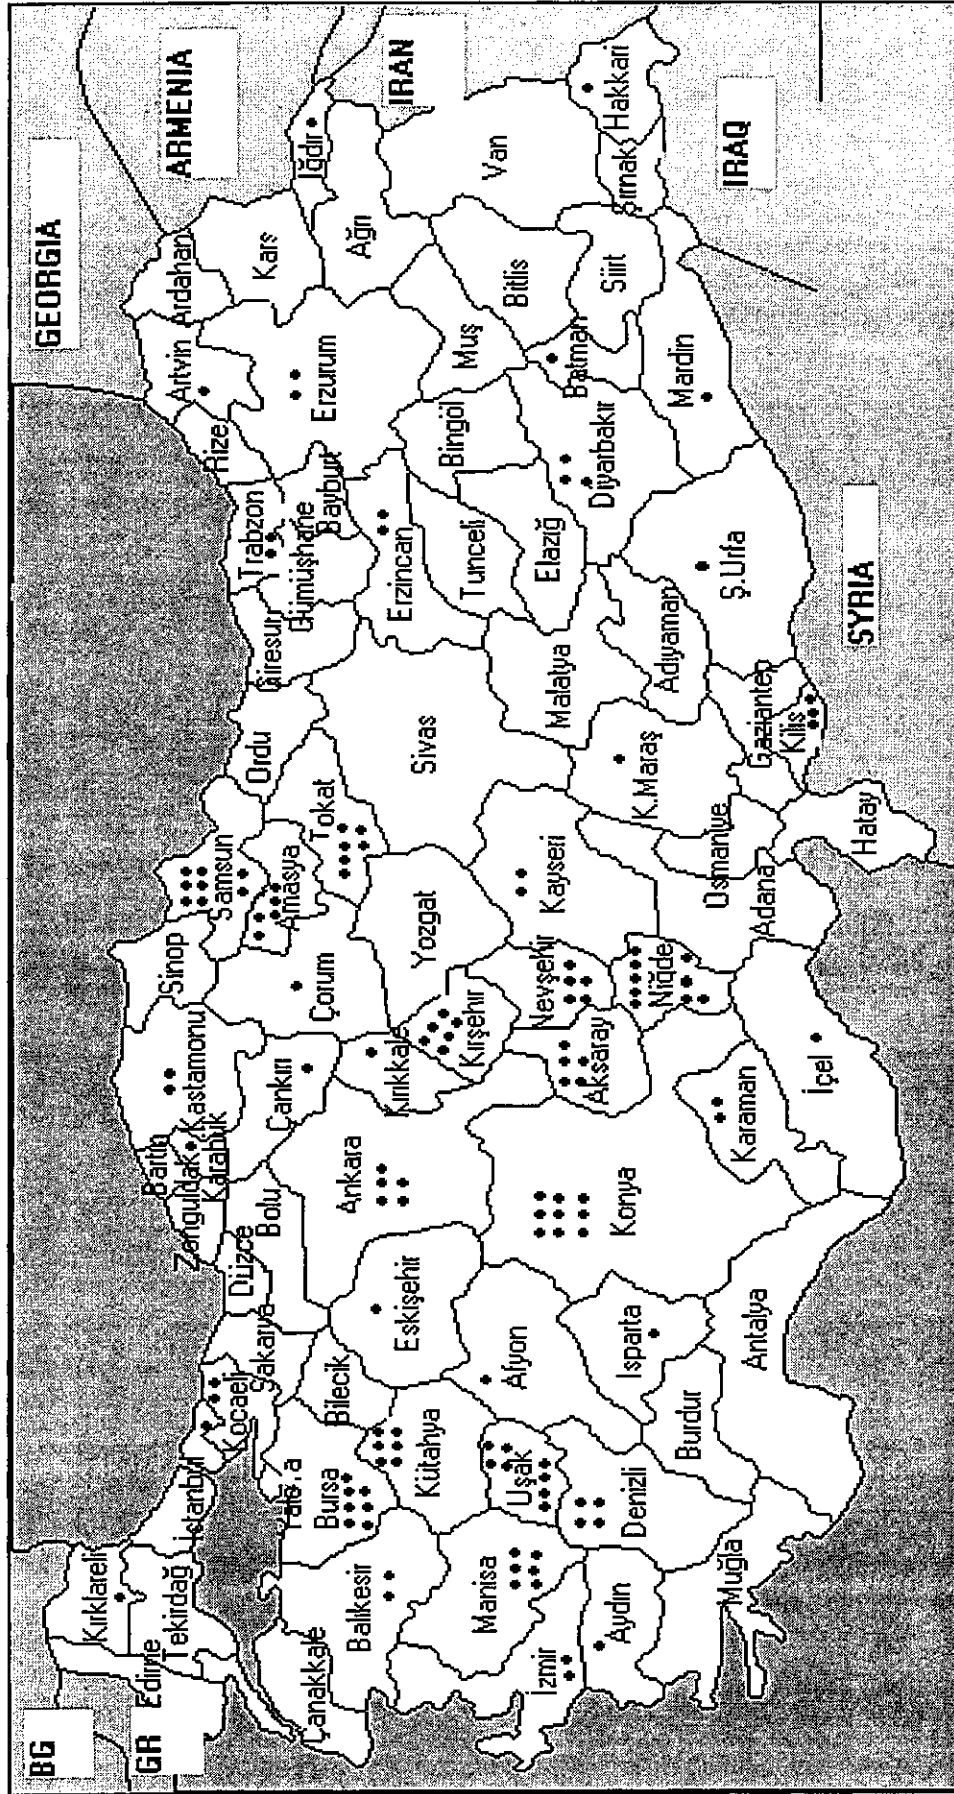 BG
GR
GEORGIA
ARMENIA
IRAN
IRAQ
SYRIA
Kırklareli
Edirne
Tekirdağ
İstanbul
Kocaeli
Sakarya
Düzce
Bolu
Zonguldak
Bartın
Karabük
Kastamonu
Sinop
Çankırı
Çorum
Samsun
Amasya
Tokat
Ordu
Giresun
Trabzon
Gümüşhane
Bayburt
Rize
Artvin
Ardahan
Kars
Iğdır
Ağrı
Erzurum
Erzincan
Çanakkale
Balıkesir
Bursa
Bilecik
Kütahya
Eskişehir
Ankara
Kırıkkale
Kırşehir
Yozgat
Sivas
Tunceli
Bingöl
Muş
Bitlis
Van
Hakkari
Şırnak
Siirt
Batman
Diyarbakır
Elazığ
Malatya
Kayseri
Nevşehir
Aksaray
Niğde
Konya
Afyon
Uşak
Manisa
İzmir
Aydın
Denizli
Isparta
Burdur
Muğla
Antalya
Karaman
İçel
Adana
Osmaniye
K.Maraş
Adıyaman
Gaziantep
Kilis
Hatay
Ş.Urfa
Mardin